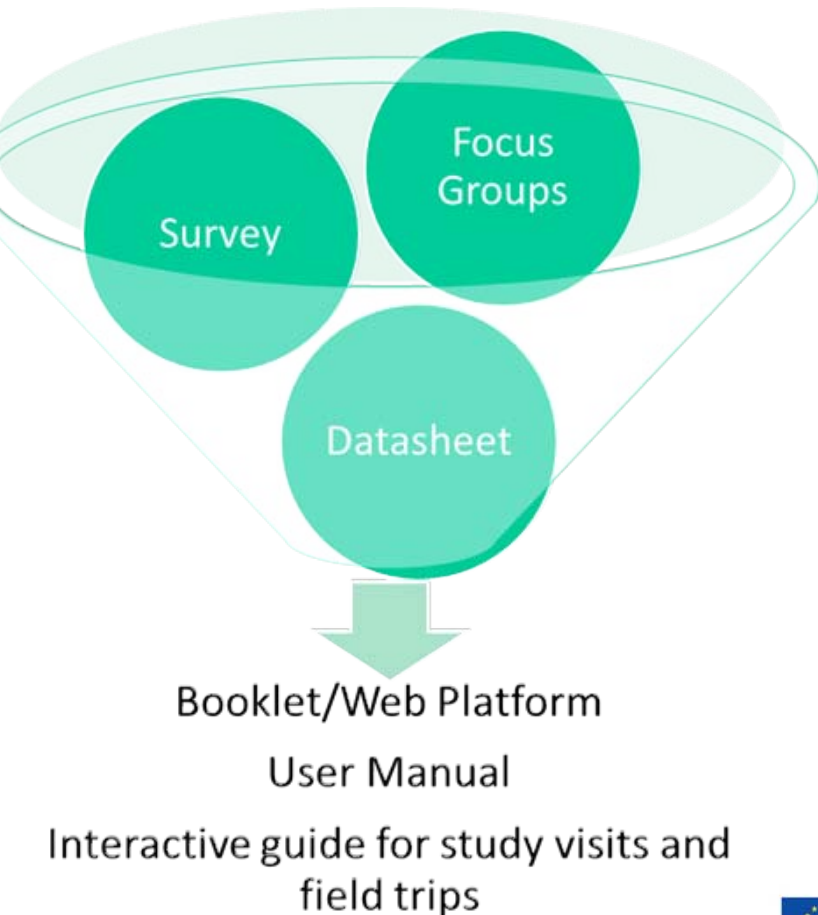 Focus
Groups
Survey
Datasheet
Booklet/Web Platform
User Manual
Interactive guide for study visits and
field trips